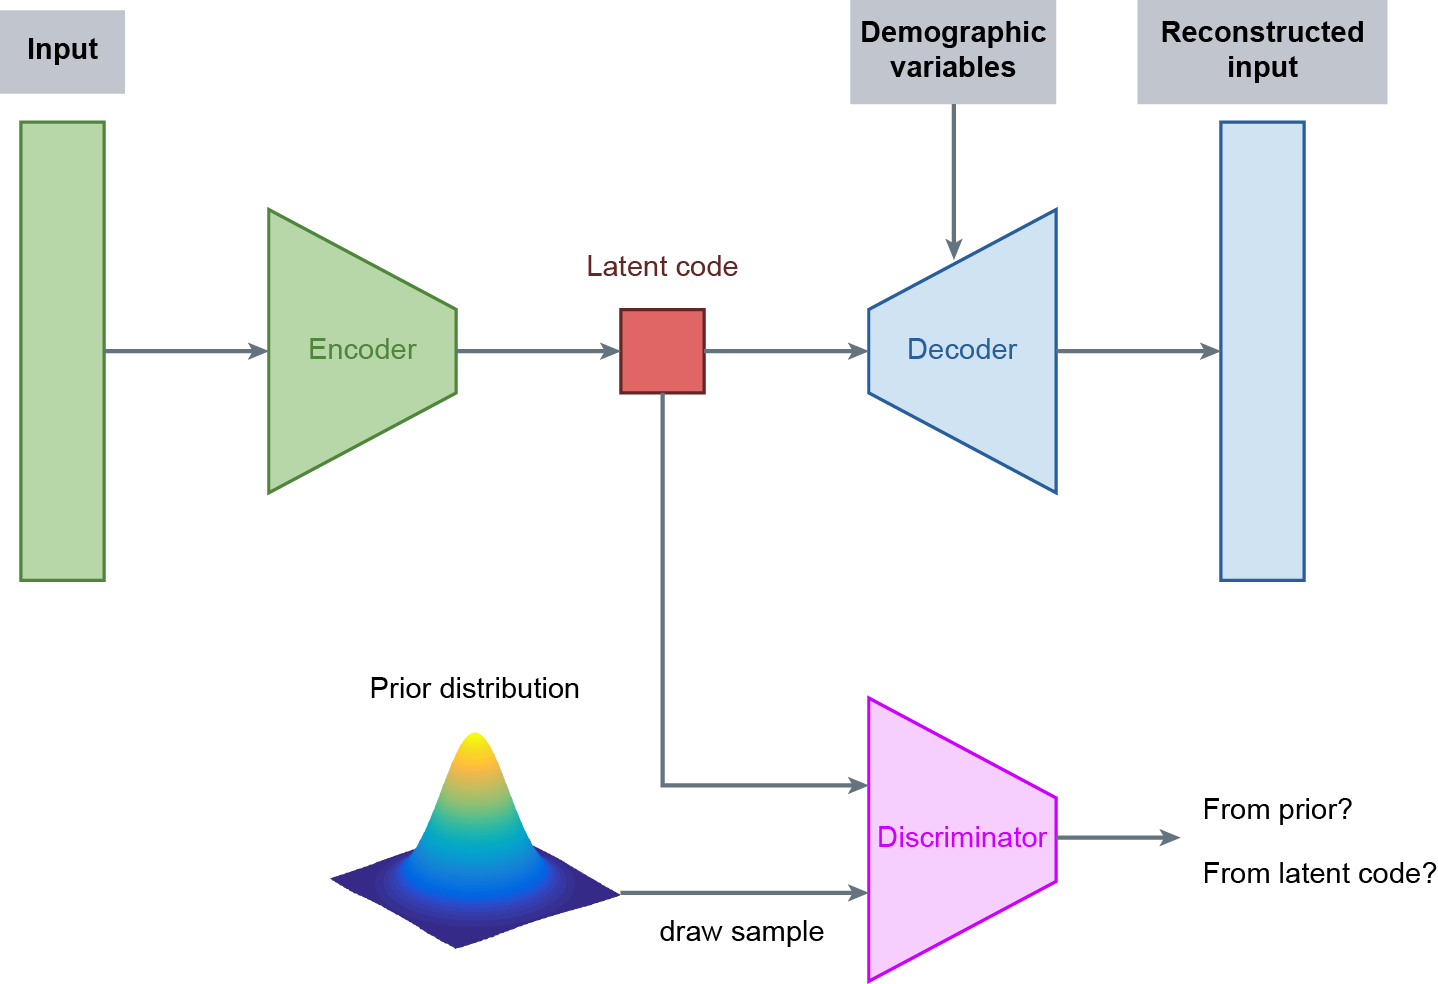 Input
Demographic
variables
Reconstructed
input
Latent code
Encoder
Decoder
Prior distribution
Discriminator
From prior?
From latent code?
draw sample